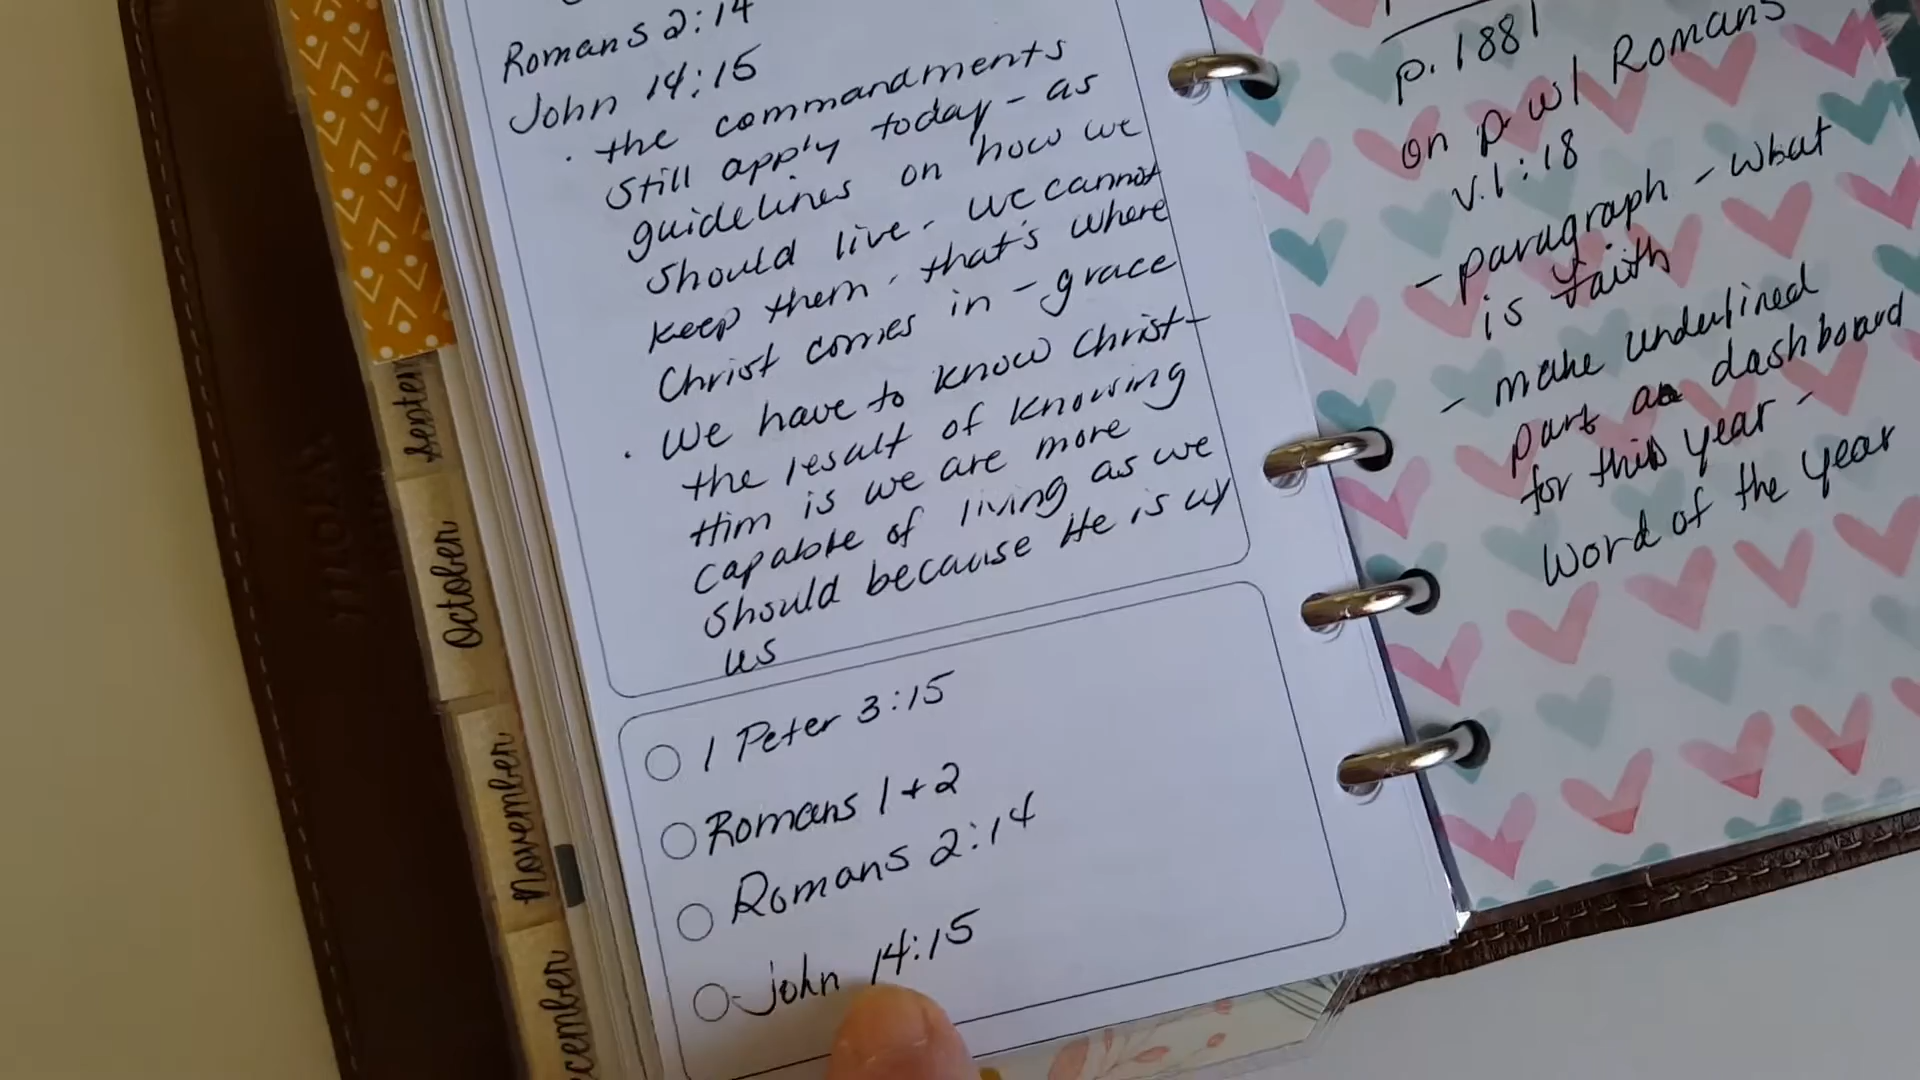 Romans 2:14
John 14:15
· the commandments
still apply today - as
guidelines on how we
should live. we cannot
keep them. that's where
Christ comes in - grace
· We have to know Christ -
the result of knowing
Him is we are more
capable of living as we
should because He is w/
us
1 Peter 3:15
Romans 1+2
Romans 2:14
John 14:15
p. 1881
on p. w/ Romans
v. 1:18
- paragraph - what
is faith
- make underlined
part as dashboard
for this year -
word of the year
October
November